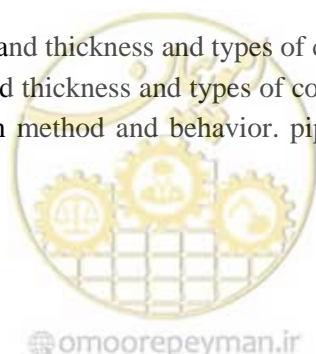 and thickness and types of
d thickness and types of co
method and behavior. pip
omoorepeyman.ir